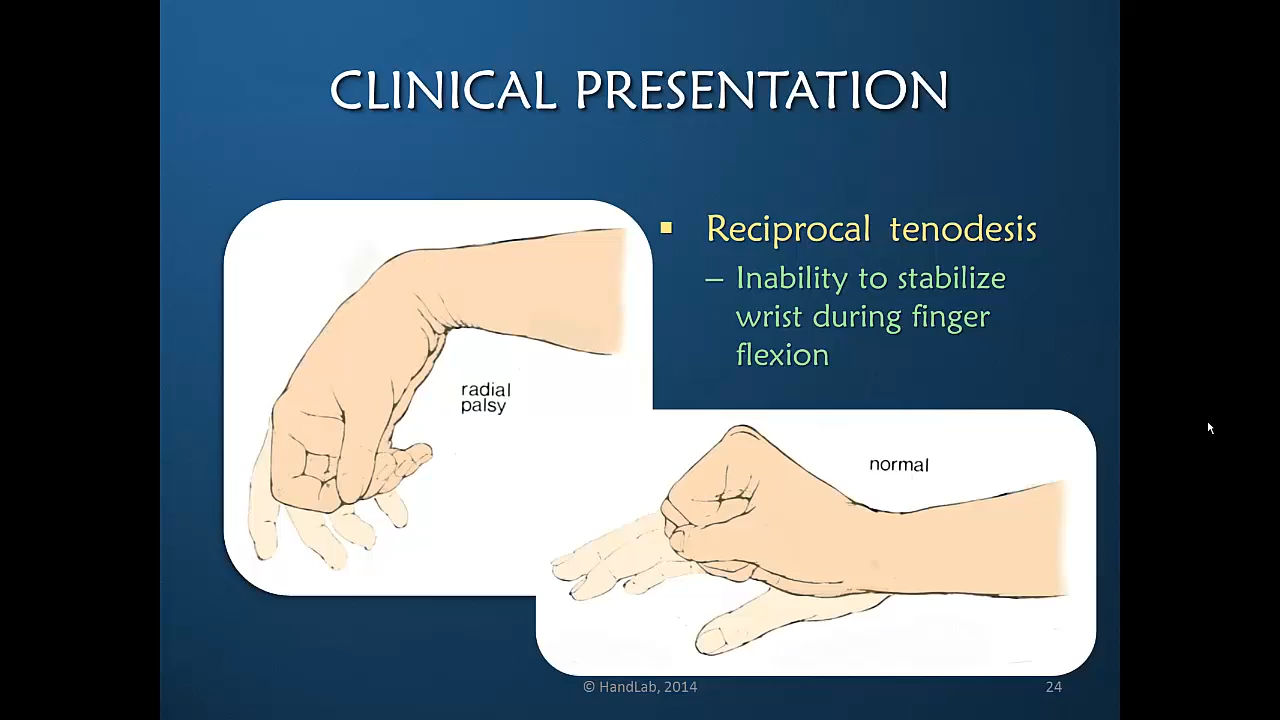 CLINICAL PRESENTATION
▪ Reciprocal tenodesis
– Inability to stabilize
wrist during finger
flexion
radial
palsy
normal
© HandLab, 2014
24